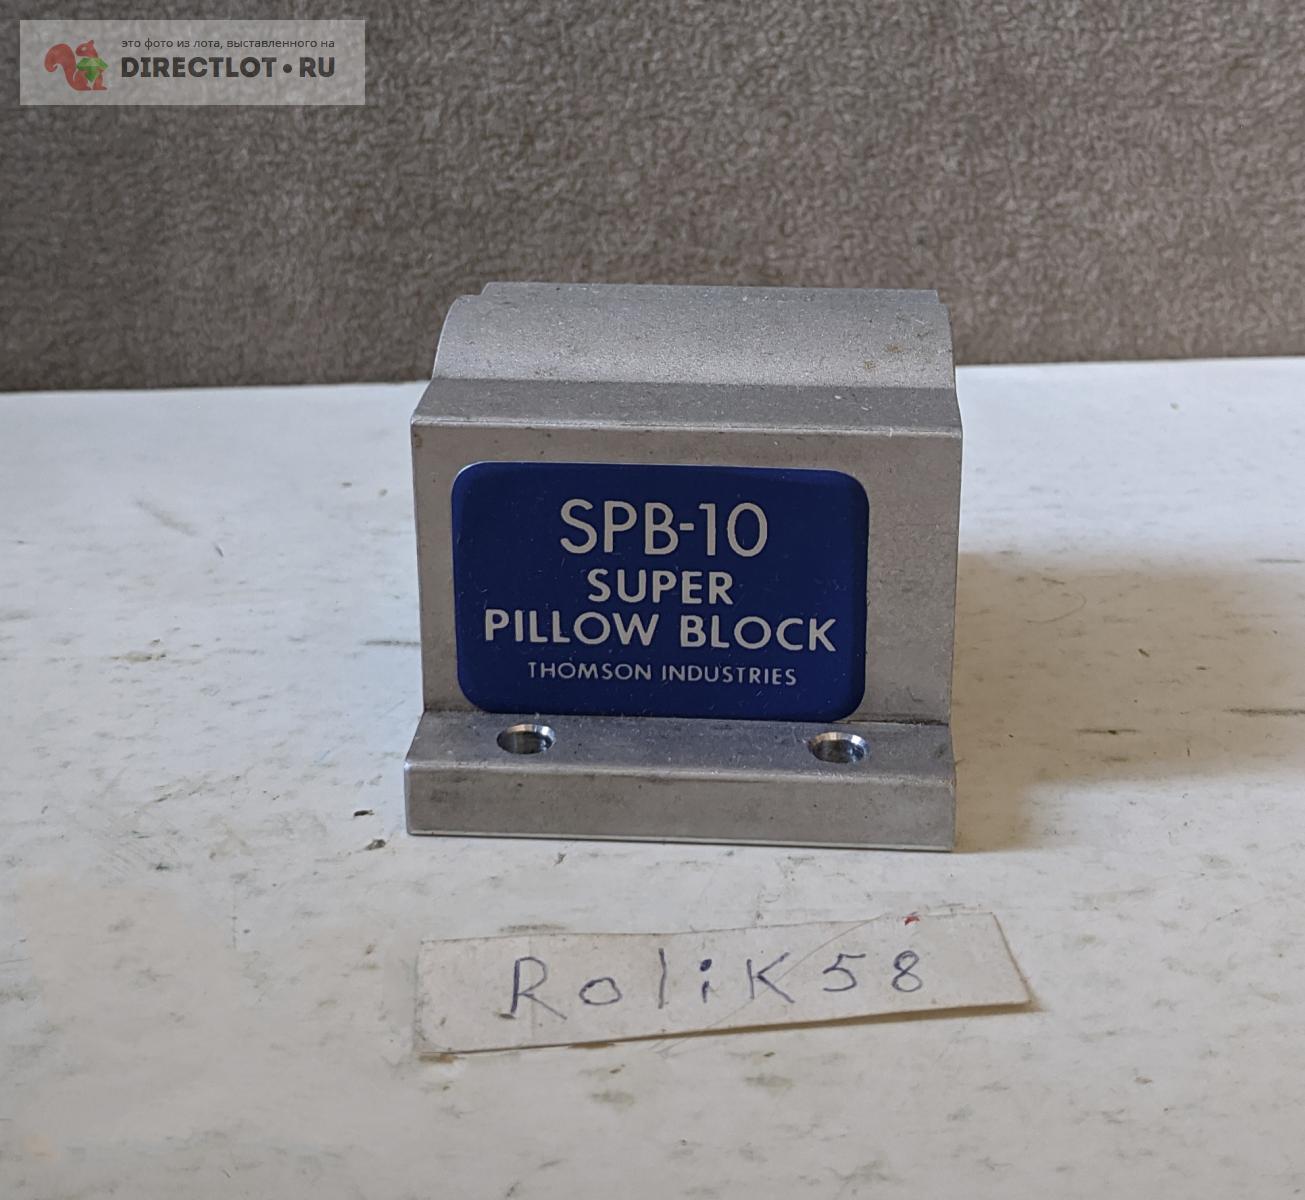 это фото из лота, выставленного на
DIRECTLOT•RU
SPB-10
SUPER
PILLOW BLOCK
THOMSON INDUSTRIES
RoliK58